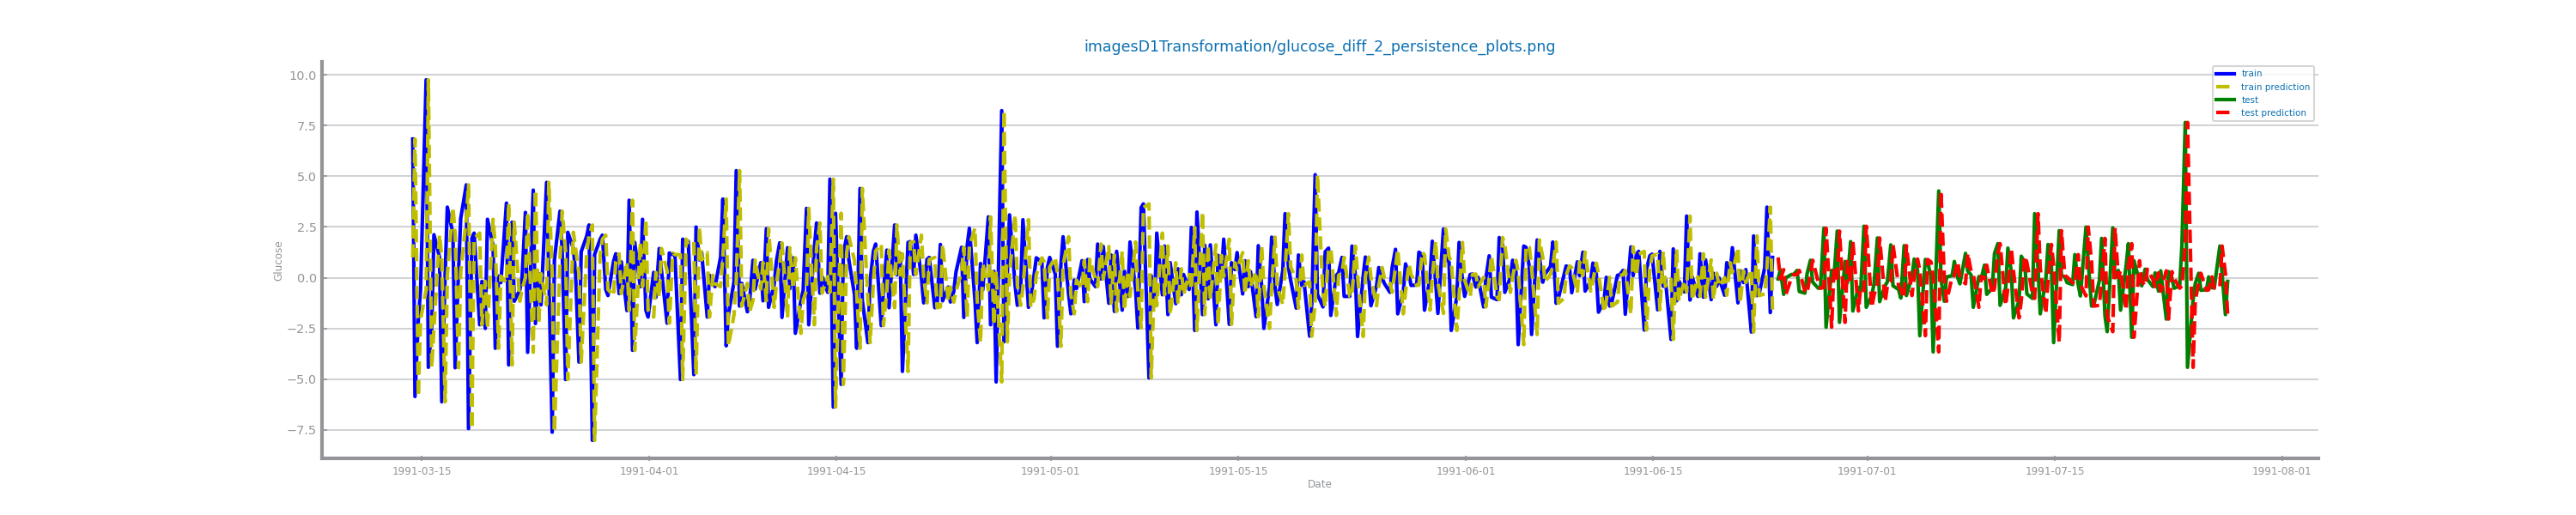 imagesD1Transformation/glucose_diff_2_persistence_plots.png
train
train prediction
test
test prediction
10.0
7.5
5.0
2.5
0.0
−2.5
−5.0
−7.5
Glucose
1991-03-15 1991-04-01 1991-04-15 1991-05-01 1991-05-15 1991-06-01 1991-06-15 1991-07-01 1991-07-15 1991-08-01
Date